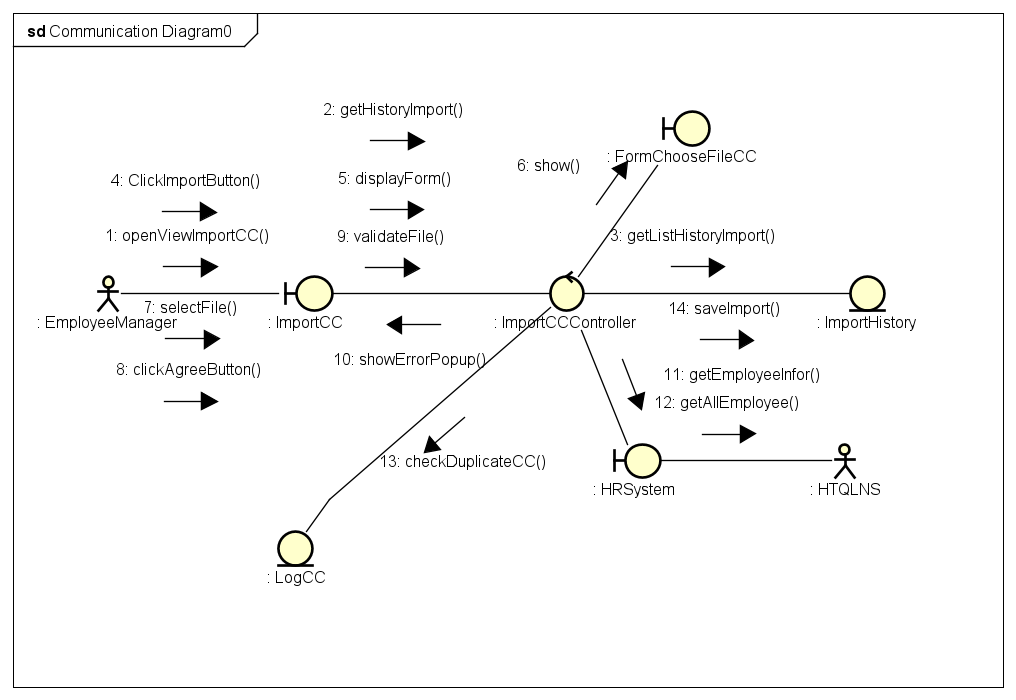 sd Communication Diagram0
2: getHistoryImport()
: FormChooseFileCC
6: show()
4: ClickImportButton()
5: displayForm()
1: openViewImportCC()
9: validateFile()
3: getListHistoryImport()
7: selectFile()
14: saveImport()
: EmployeeManager
: ImportCC
: ImportCCController
: ImportHistory
8: clickAgreeButton()
10: showErrorPopup()
11: getEmployeeInfor()
12: getAllEmployee()
13: checkDuplicateCC()
: HRSystem
: HTQLNS
: LogCC